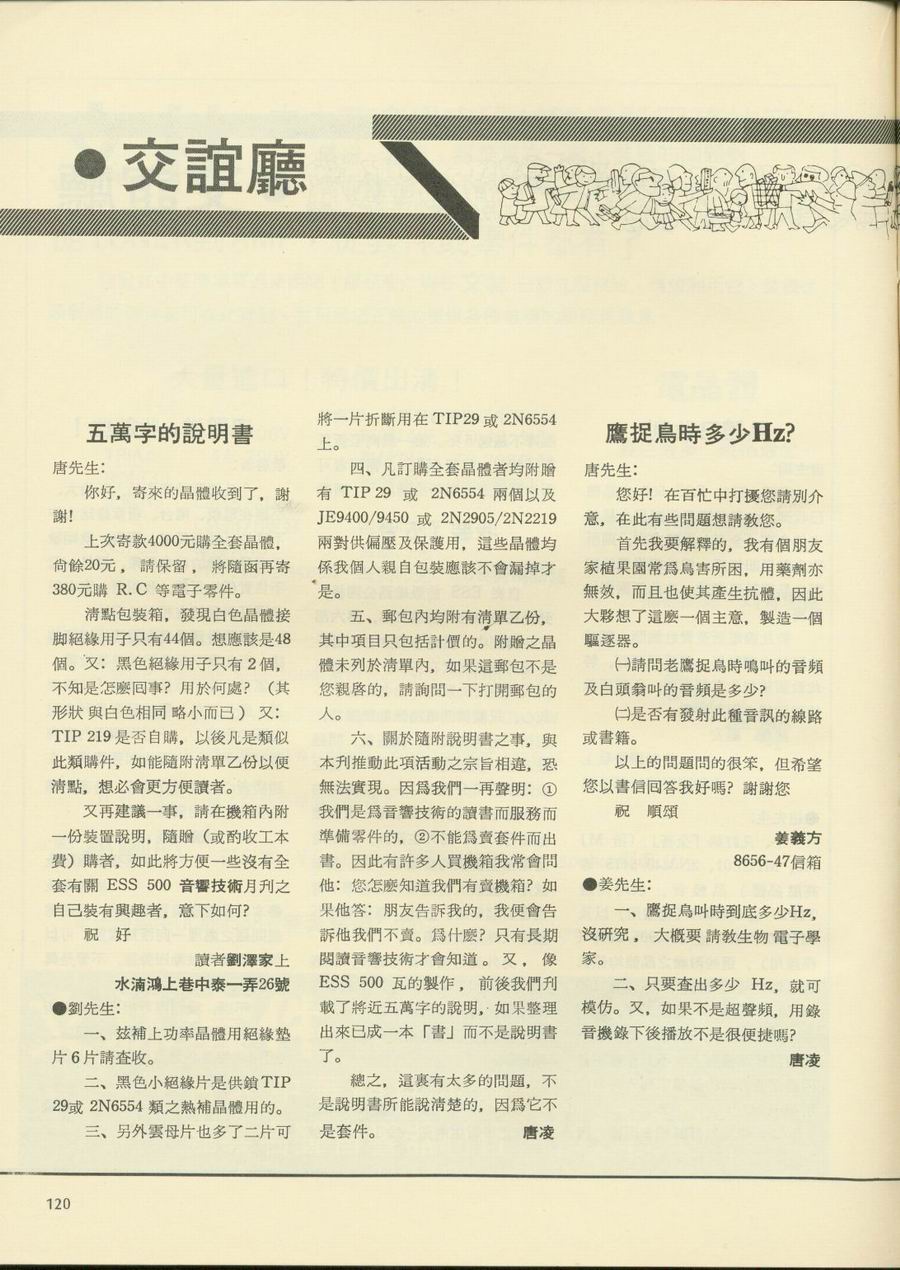 ●交誼廳
五萬字的說明書
唐先生：
你好，寄來的晶體收到了，謝
謝！
上次寄款4000元購全套晶體，
尙餘20元，請保留，將隨函再寄
380元購 R.C 等電子零件。
淸點包裝箱，發現白色晶體接
脚絕緣用子只有44個。想應該是48
個。又：黑色絕緣用子只有2個，
不知是怎麼囘事？用於何處？（其
形狀與白色相同略小而已）又：
TIP 219是否自購，以後凡是類似
此類購件，如能隨附淸單乙份以便
淸點，想必會更方便讀者。
又再建議一事，請在機箱內附
一份裝置說明，隨贈（或酌收工本
費）購者，如此將方便一些沒有全
套有關 ESS 500 音響技術月刋之
自己裝有興趣者，意下如何？
祝　好
讀者劉澤家上
水湳鴻上巷中泰一弄26號
●劉先生：
一、玆補上功率晶體用絕緣墊
片6片請查收。
二、黑色小絕緣片是供鎖TIP
29或 2N6554 類之熱補晶體用的。
三、另外雲母片也多了二片可
將一片折斷用在 TIP29 或 2N6554
上。
四、凡訂購全套晶體者均附贈
有 TIP 29 或 2N6554 兩個以及
JE9400/9450 或 2N2905/2N2219
兩對供偏壓及保護用，這些晶體均
係我個人親自包裝應該不會漏掉才
是。
五、郵包內均附有淸單乙份，
其中項目只包括計價的。附贈之晶
體未列於淸單內，如果這郵包不是
您親啓的，請詢問一下打開郵包的
人。
六、關於隨附說明書之事，與
本刋推動此項活動之宗旨相違，恐
無法實現。因爲我們一再聲明：①
我們是爲音響技術的讀書而服務而
準備零件的，②不能爲賣套件而出
書。因此有許多人買機箱我常會問
他：您怎麼知道我們有賣機箱？如
果他答：朋友告訴我的，我便會告
訴他我們不賣。爲什麼？只有長期
閱讀音響技術才會知道。又，像
ESS 500 瓦的製作，前後我們刋
載了將近五萬字的說明，如果整理
出來已成一本「書」而不是說明書
了。
總之，這裏有太多的問題，不
是說明書所能說淸楚的，因爲它不
是套件。　唐凌
鷹捉鳥時多少Hz?
唐先生：
您好！在百忙中打擾您請別介
意，在此有些問題想請敎您。
首先我要解釋的，我有個朋友
家植果園常爲鳥害所困，用藥劑亦
無效，而且也使其產生抗體，因此
大夥想了這麼一個主意，製造一個
驅逐器。
㈠請問老鷹捉鳥時鳴叫的音頻
及白頭翁叫的音頻是多少？
㈡是否有發射此種音訊的線路
或書籍。
以上的問題問的很笨，但希望
您以書信囘答我好嗎？謝謝您
祝　順頌
姜義方
8656-47信箱
●姜先生：
一、鷹捉鳥叫時到底多少Hz，
沒硏究，大槪要請敎生物電子學
家。
二、只要查出多少 Hz，就可
模仿。又，如果不是超聲頻，用錄
音機錄下後播放不是很便捷嗎？
唐凌
120